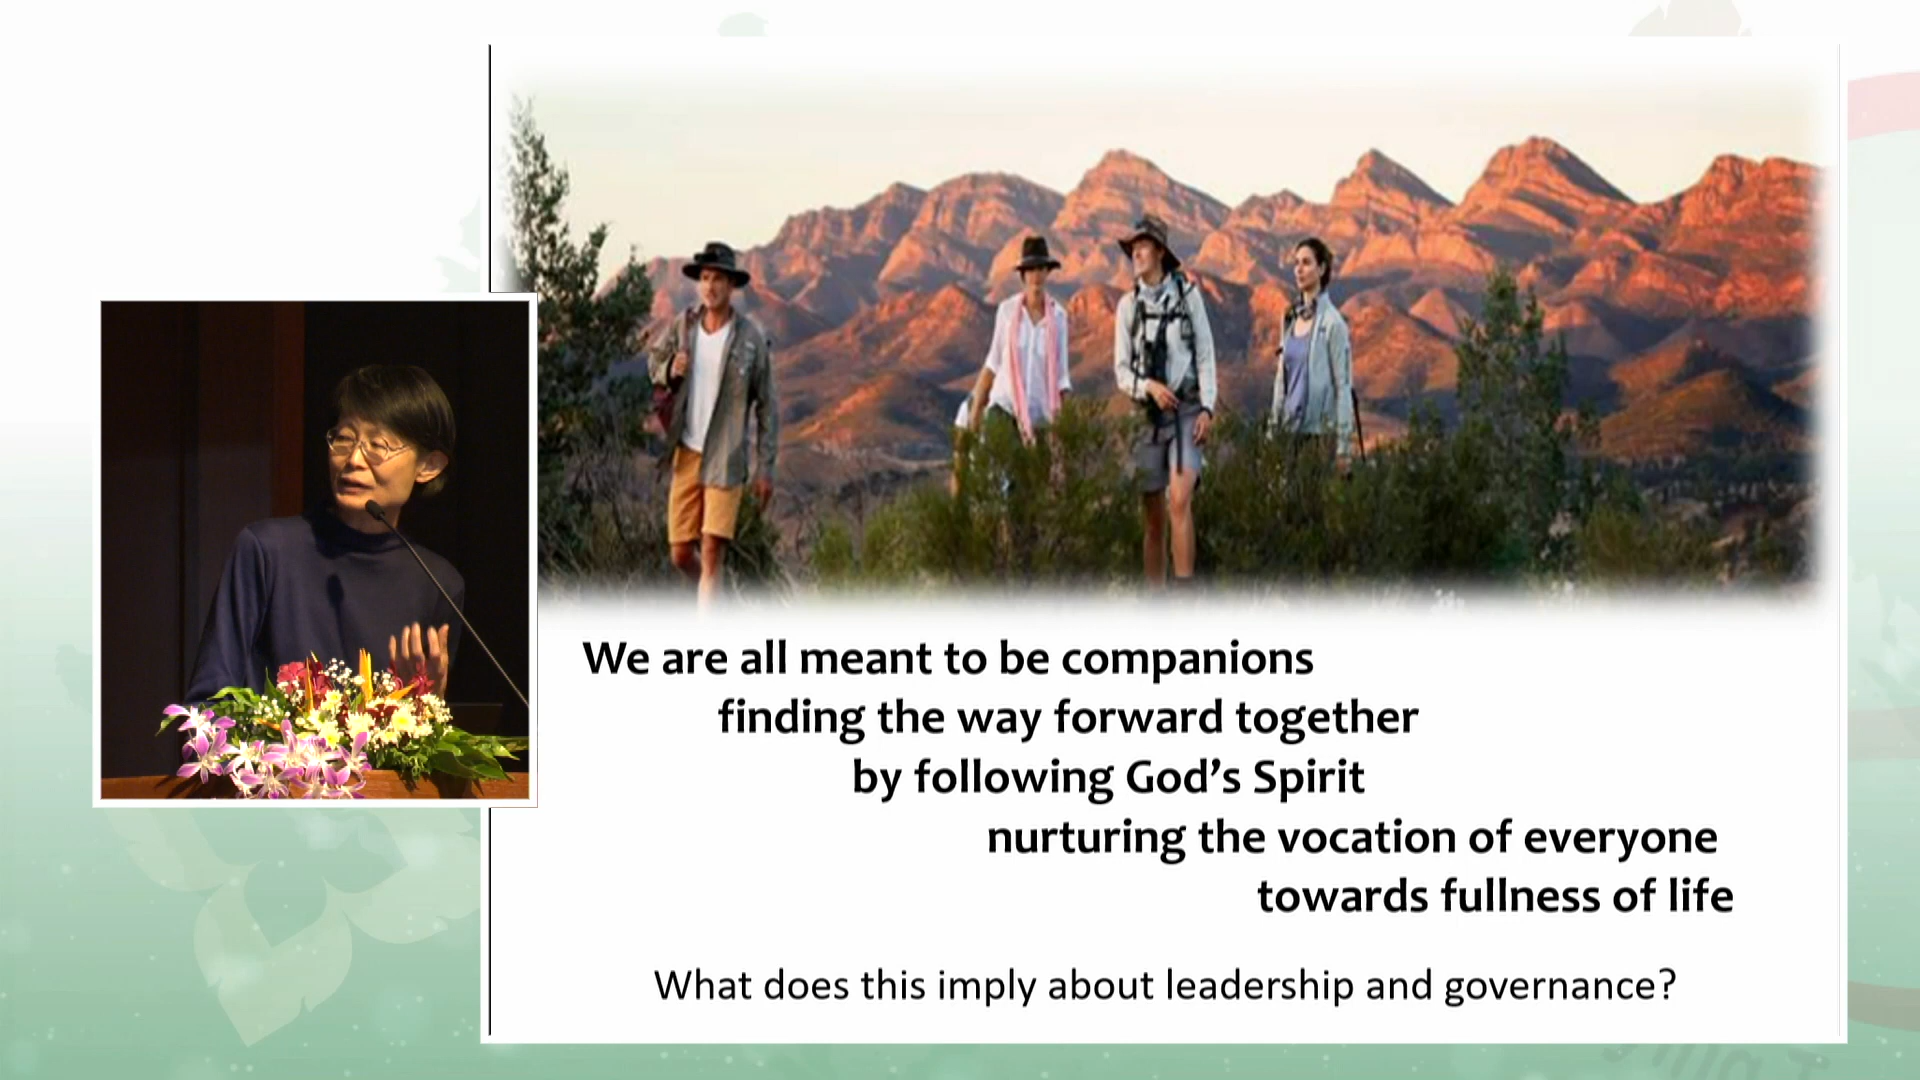 We are all meant to be companions
finding the way forward together
by following God's Spirit
nurturing the vocation of everyone
towards fullness of life
What does this imply about leadership and governance?